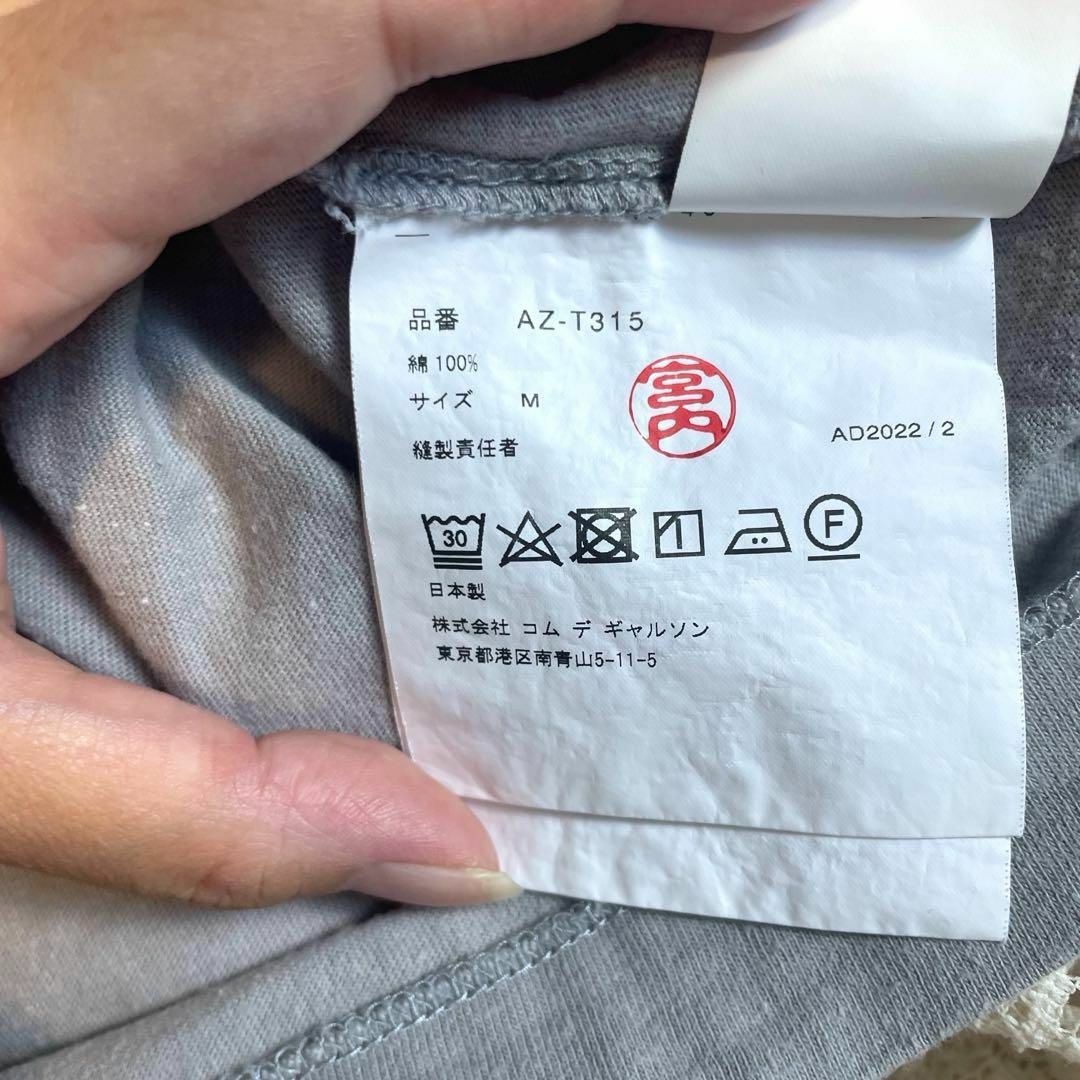 品番 AZ-T315
綿 100%
サイズ M
宮内
縫製責任者
AD2022 / 2
30
F
日本製
株式会社 コム デ ギャルソン
東京都港区南青山5-11-5